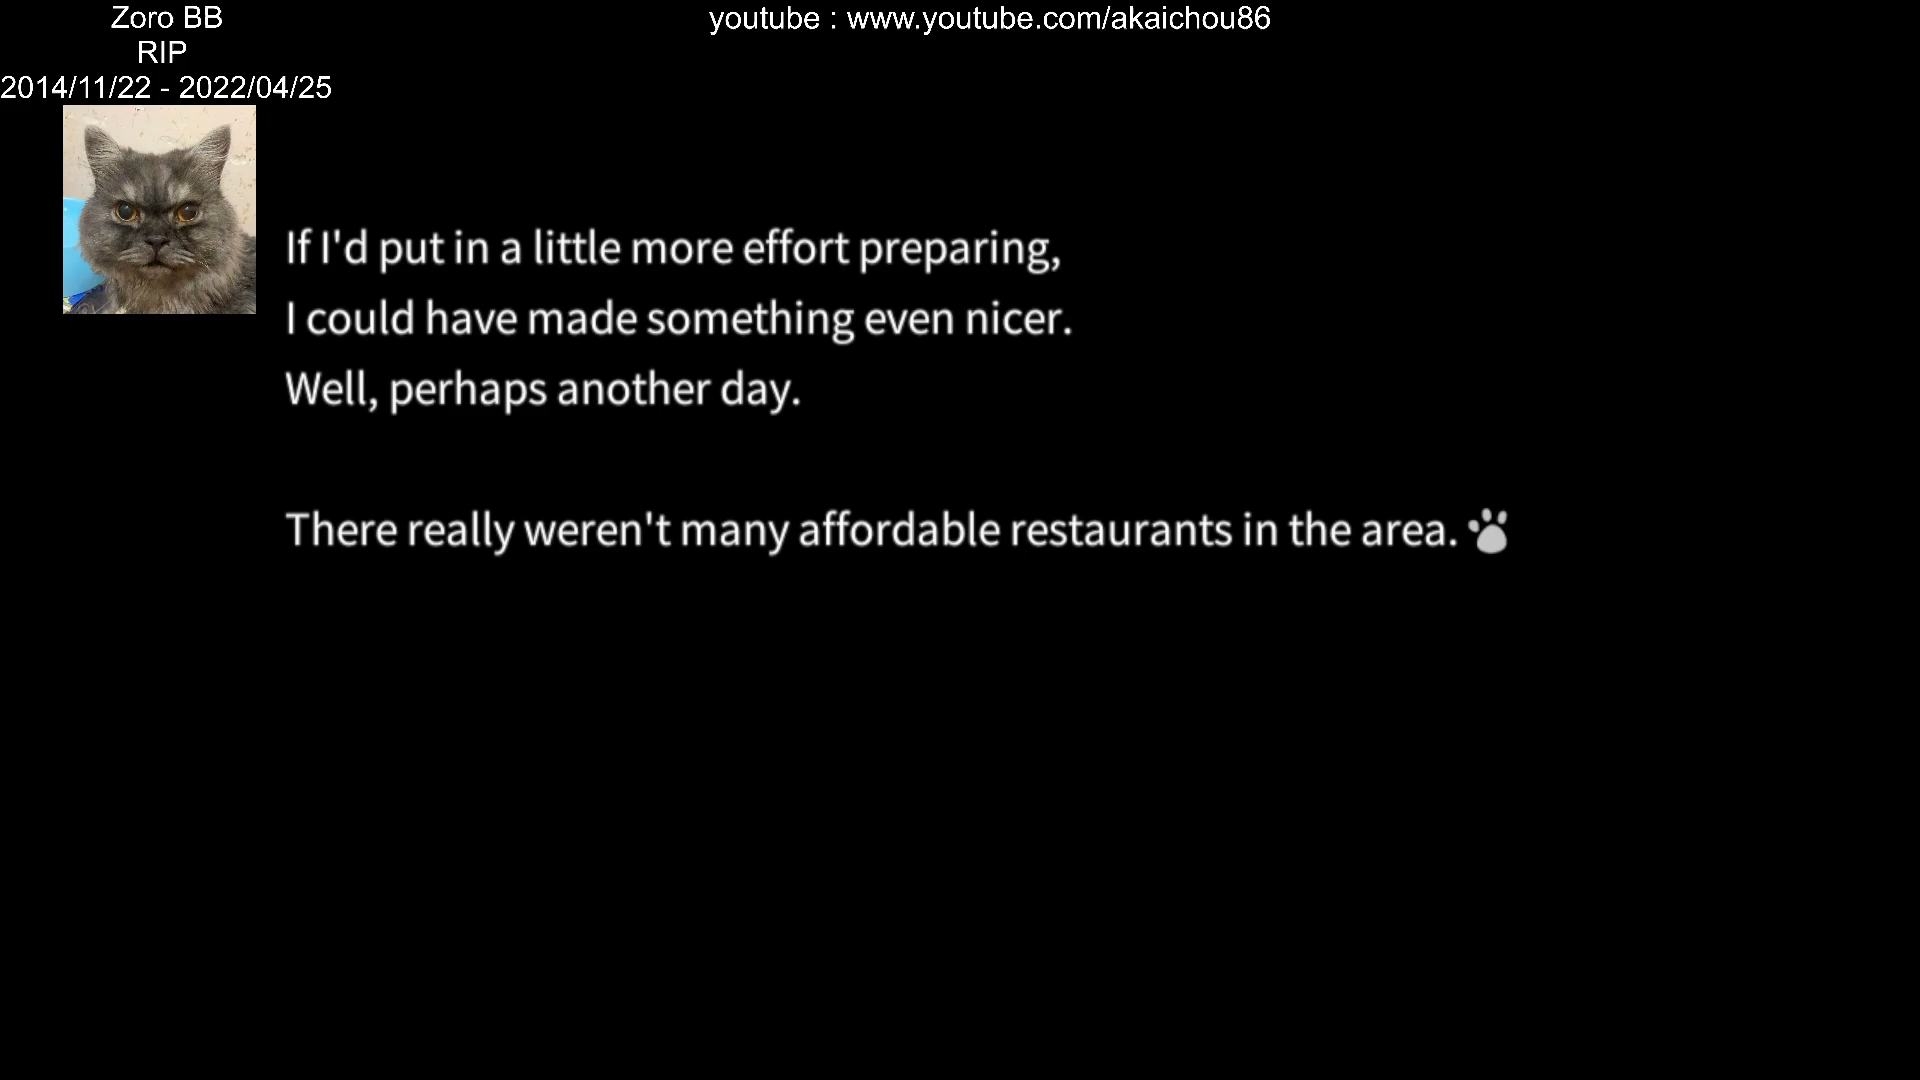 Zoro BB
RIP
2014/11/22 - 2022/04/25
youtube : www.youtube.com/akaichou86
If I'd put in a little more effort preparing,
I could have made something even nicer.
Well, perhaps another day.
There really weren't many affordable restaurants in the area.